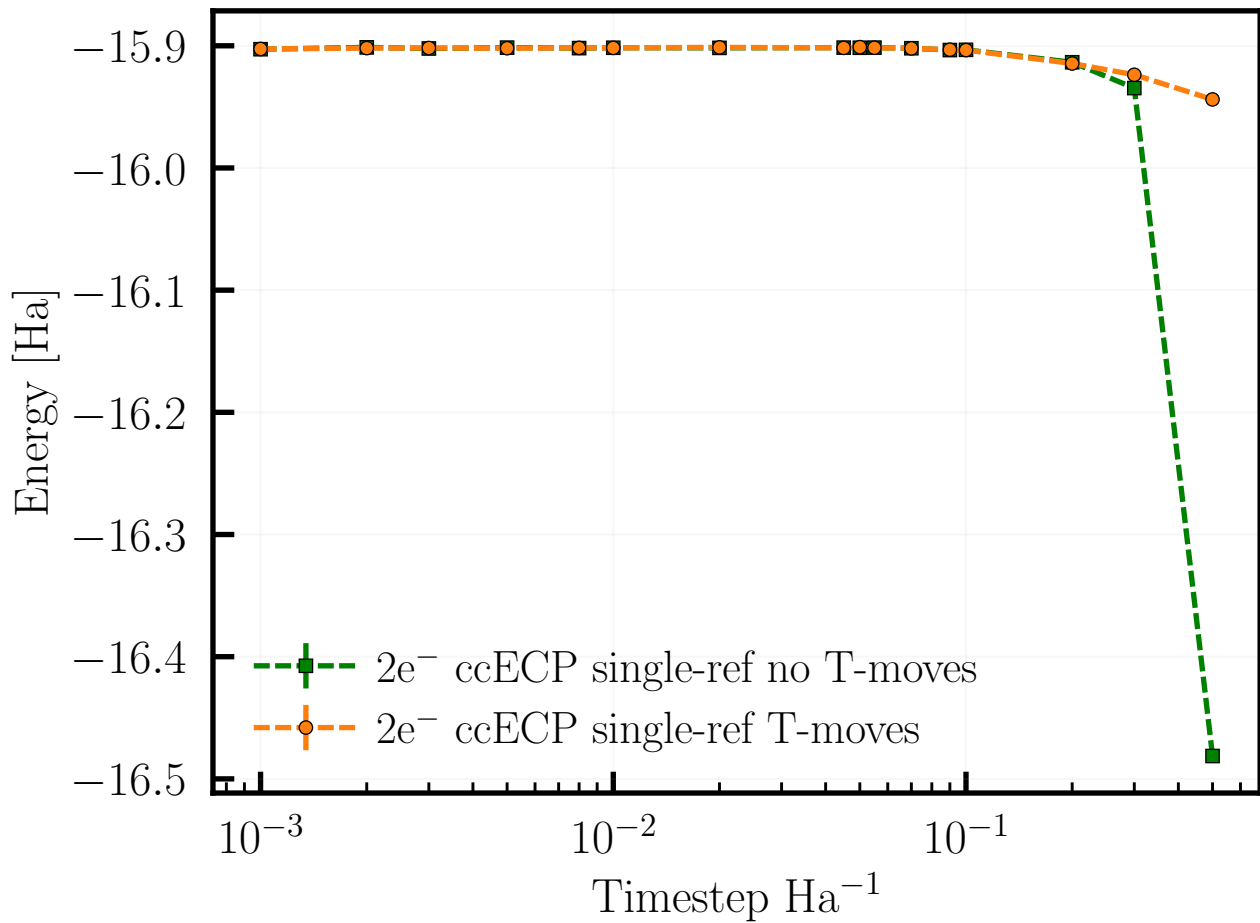 −15.9
−16.0
−16.1
−16.2
−16.3
−16.4
−16.5
Energy [Ha]
2e⁻ ccECP single-ref no T-moves
2e⁻ ccECP single-ref T-moves
10⁻³ 10⁻² 10⁻¹
Timestep Ha⁻¹